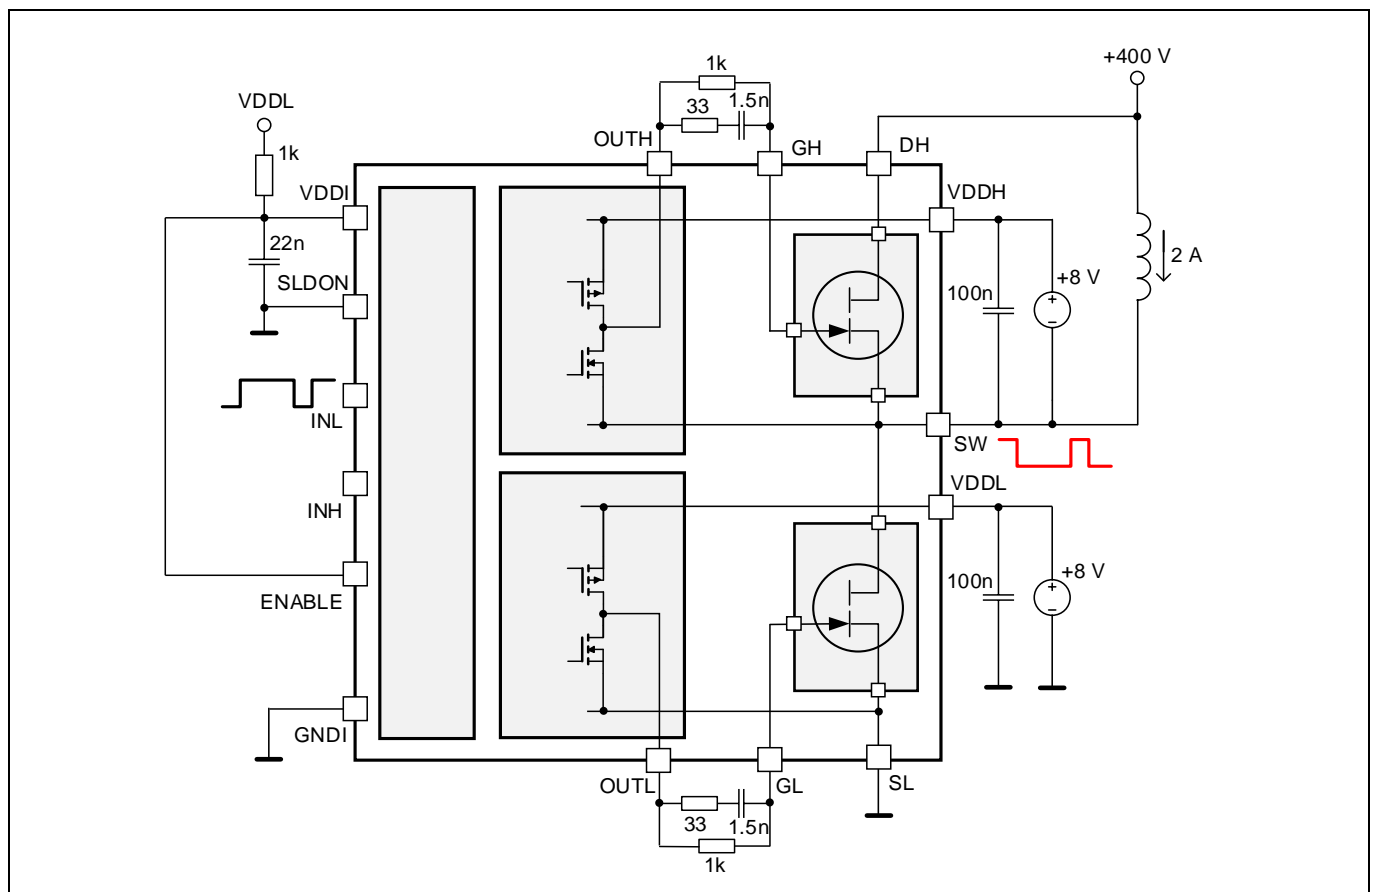 +400 V
1k
VDDL
33
1.5n
OUTH
GH
DH
1k
VDDI
VDDH
22n
SLDON
100n
+8 V
2 A
INL
SW
VDDL
INH
100n
+8 V
ENABLE
GNDI
OUTL
GL
SL
33
1.5n
1k